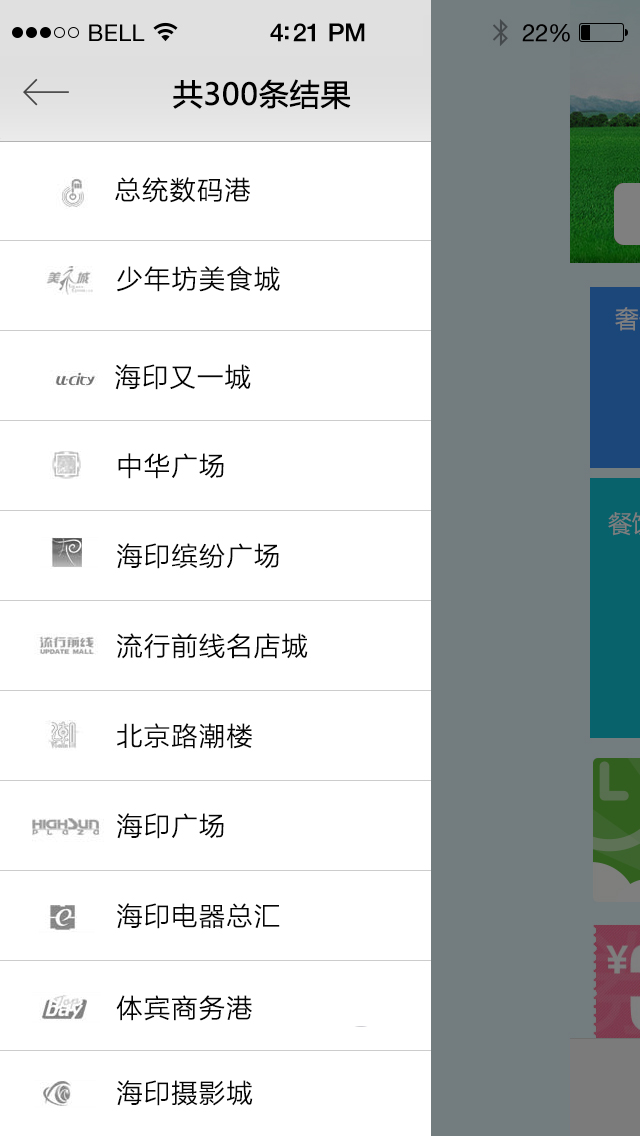 BELL 4:21 PM 22%
共300条结果
总统数码港
少年坊美食城
u:city 海印又一城
中华广场
海印缤纷广场
流行前线 UPDATE MALL 流行前线名店城
北京路潮楼
HIGHSUN PLAZA 海印广场
e 海印电器总汇
Top bay 体宾商务港
海印摄影城
奢
餐饮
¥